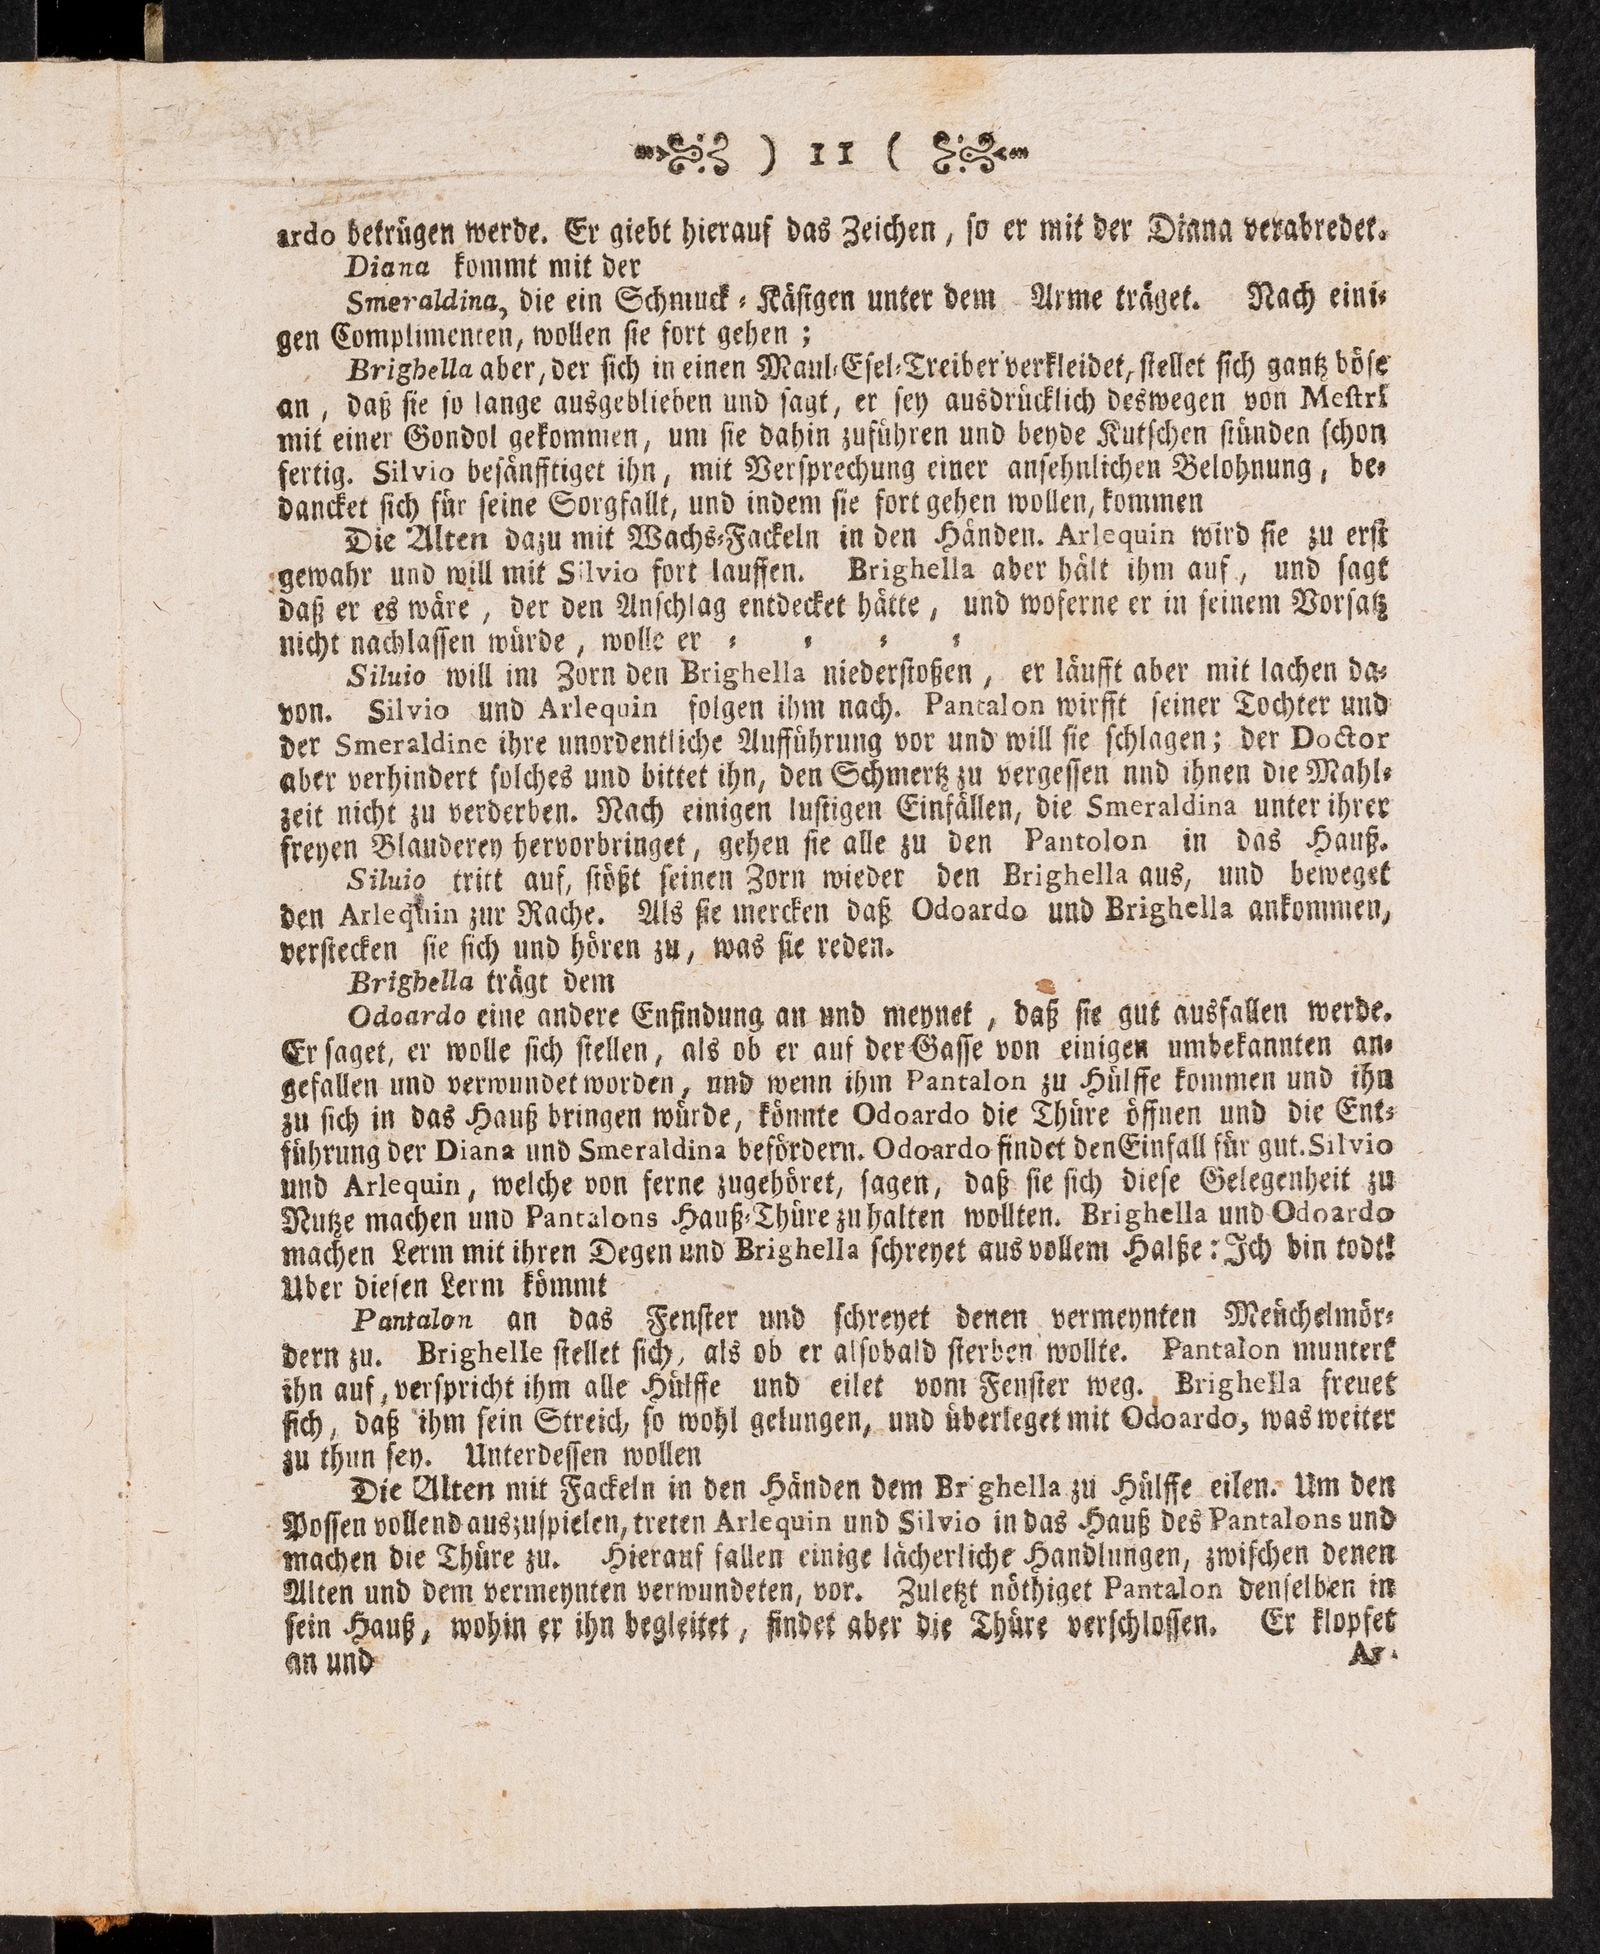 ) 11 (
ardo betrügen werde. Er giebt hierauf das Zeichen, so er mit der Diana verabredet.
Diana kommt mit der
Smeraldina, die ein Schmuck-Kästgen unter dem Arme träget. Nach eini-
gen Complimenten, wollen sie fort gehen;
Brighella aber, der sich in einen Maul-Esel-Treiber verkleidet, stellet sich gantz böse
an, daß sie so lange ausgeblieben und sagt, er sey ausdrücklich deswegen von Mestri
mit einer Gondol gekommen, um sie dahin zuführen und beyde Kutschen stünden schon
fertig. Silvio besänfftiget ihn, mit Versprechung einer ansehnlichen Belohnung, be-
dancket sich für seine Sorgfallt, und indem sie fort gehen wollen, kommen
Die Alten dazu mit Wachs-Fackeln in den Händen. Arlequin wird sie zu erst
gewahr und will mit Silvio fort lauffen. Brighella aber hält ihm auf, und sagt
daß er es wäre, der den Anschlag entdecket hätte, und woferne er in seinem Vorsatz
nicht nachlassen würde, wolle er - - - -
Siluio will im Zorn den Brighella niederstoßen, er läufft aber mit lachen da-
von. Silvio und Arlequin folgen ihm nach. Pantalon wirfft seiner Tochter und
der Smeraldine ihre unordentliche Aufführung vor und will sie schlagen; der Doctor
aber verhindert solches und bittet ihn, den Schmertz zu vergessen nnd ihnen die Mahl-
zeit nicht zu verderben. Nach einigen lustigen Einfällen, die Smeraldina unter ihrer
freyen Blauderey hervorbringet, gehen sie alle zu den Pantolon in das Hauß.
Siluio tritt auf, stößt seinen Zorn wieder den Brighella aus, und beweget
den Arlequin zur Rache. Als sie mercken daß Odoardo und Brighella ankommen,
verstecken sie sich und hören zu, was sie reden.
Brighella trägt dem
Odoardo eine andere Enfindung an und meynet, daß sie gut ausfallen werde.
Er saget, er wolle sich stellen, als ob er auf der Gasse von einigen umbekannten an-
gefallen und verwundet worden, und wenn ihm Pantalon zu Hülffe kommen und ihn
zu sich in das Hauß bringen würde, könnte Odoardo die Thüre öffnen und die Ent-
führung der Diana und Smeraldina befördern. Odoardo findet den Einfall für gut. Silvio
und Arlequin, welche von ferne zugehöret, sagen, daß sie sich diese Gelegenheit zu
Nutze machen und Pantalons Hauß-Thüre zu halten wollten. Brighella und Odoardo
machen Lerm mit ihren Degen und Brighella schreyet aus vollem Halße: Ich bin todt!
Uber diesen Lerm kömmt
Pantalon an das Fenster und schreyet denen vermeynten Meüchelmör-
dern zu. Brighelle stellet sich, als ob er alsobald sterben wollte. Pantalon muntert
ihn auf, verspricht ihm alle Hülffe und eilet vom Fenster weg. Brighella freuet
sich, daß ihm sein Streich so wohl gelungen, und überleget mit Odoardo, was weiter
zu thun sey. Unterdessen wollen
Die Alten mit Fackeln in den Händen dem Brighella zu Hülffe eilen. Um den
Possen vollend auszuspielen, treten Arlequin und Silvio in das Hauß des Pantalons und
machen die Thüre zu. Hierauf fallen einige lächerliche Handlungen, zwischen denen
Alten und dem vermeynten verwundeten, vor. Zuletzt nöthiget Pantalon denselben in
sein Hauß, wohin er ihn begleitet, findet aber die Thüre verschlossen. Er klopfet
an und
Ar-